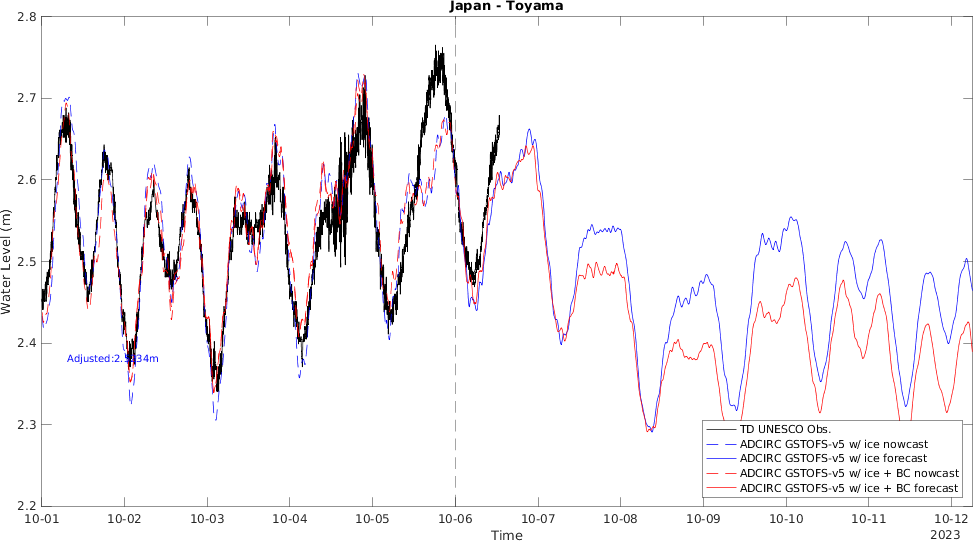 Japan - Toyama
Water Level (m)
2.8
2.7
2.6
2.5
2.4
2.3
2.2
TD UNESCO Obs.
ADCIRC GSTOFS-v5 w/ ice nowcast
ADCIRC GSTOFS-v5 w/ ice forecast
ADCIRC GSTOFS-v5 w/ ice + BC nowcast
ADCIRC GSTOFS-v5 w/ ice + BC forecast
10-01 10-02 10-03 10-04 10-05 10-06 10-07 10-08 10-09 10-10 10-11 10-12
Time
2023